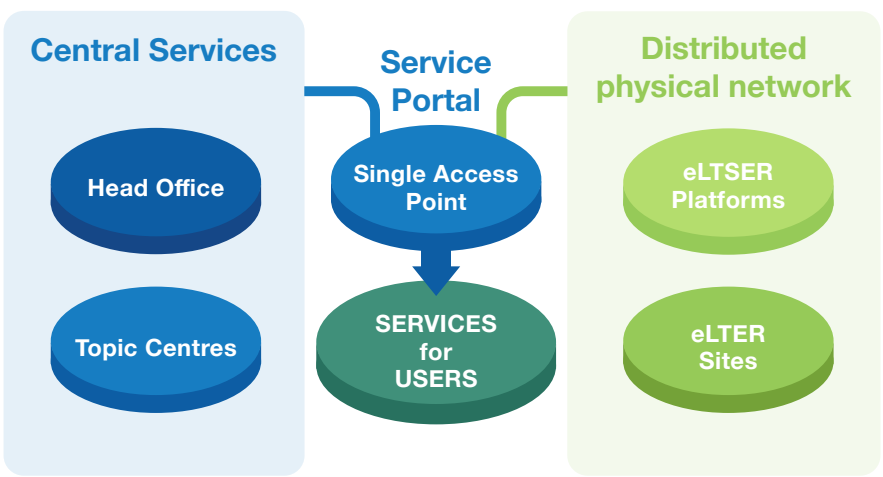 Central Services
Head Office
Topic Centres
Service
Portal
Single Access
Point
SERVICES
for
USERS
Distributed
physical network
eLTSER
Platforms
eLTER
Sites